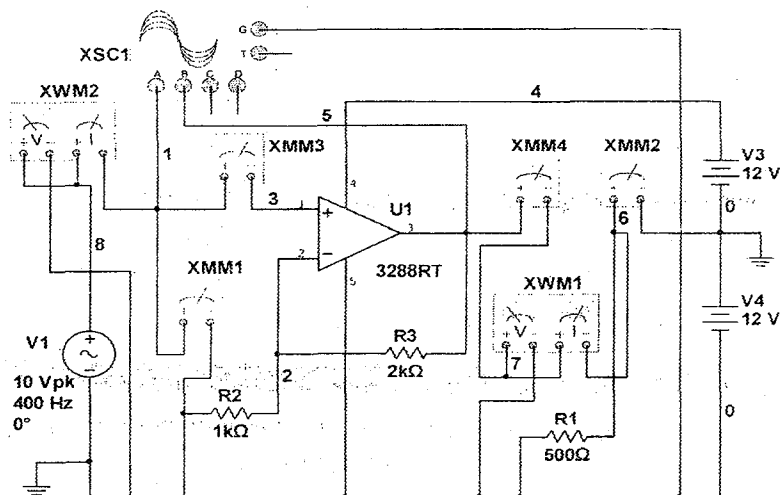 G
T
XSC1
A B C D
XWM2
V I
4
5
XMM3
XMM4
XMM2
V3
12 V
1
4
3
1
+
U1
6
0
3
8
2
−
3288RT
5
XMM1
XWM1
V I
V4
12 V
V1
R3
2kΩ
7
2
10 Vpk
400 Hz
0°
R2
1kΩ
R1
500Ω
0